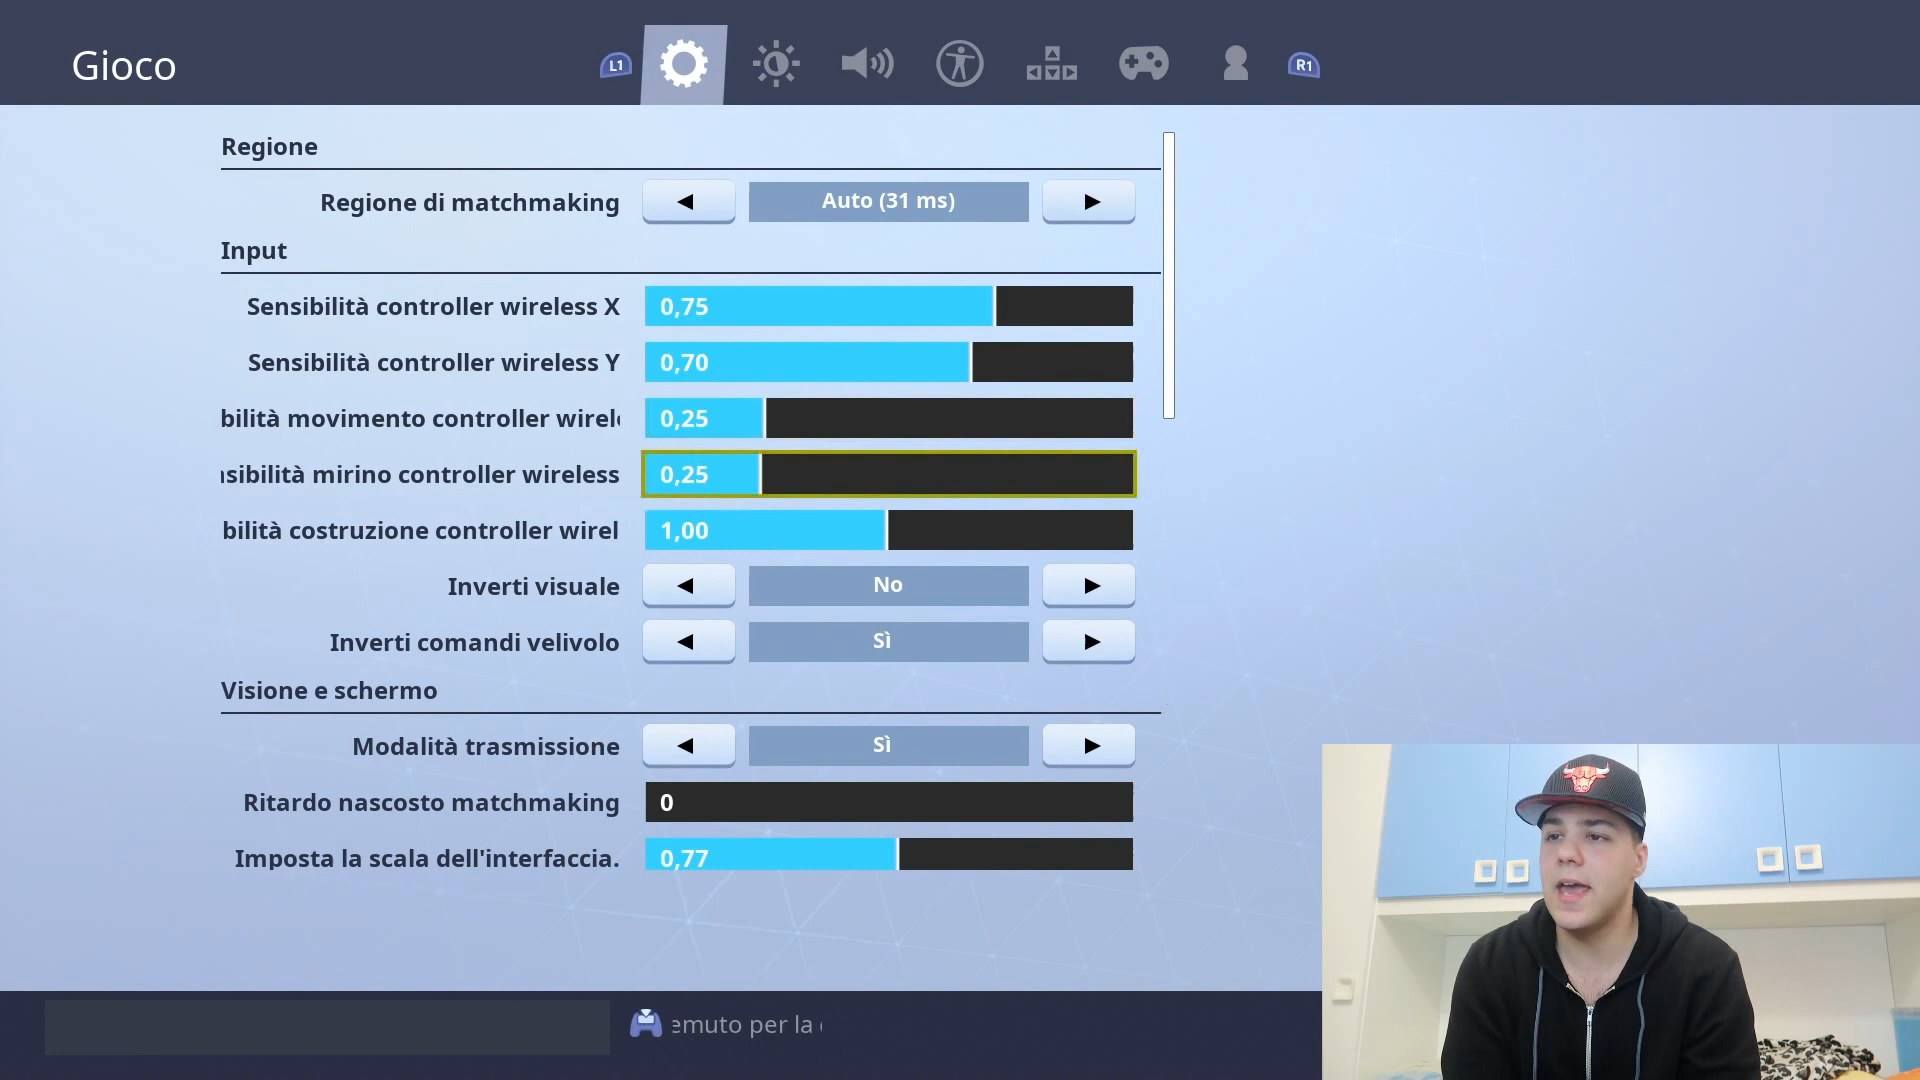 Gioco
L1
R1
Regione
Regione di matchmaking
Auto (31 ms)
Input
Sensibilità controller wireless X
0,75
Sensibilità controller wireless Y
0,70
bilità movimento controller wirel
0,25
sibilità mirino controller wireless
0,25
bilità costruzione controller wirel
1,00
Inverti visuale
No
Inverti comandi velivolo
Sì
Visione e schermo
Modalità trasmissione
Sì
Ritardo nascosto matchmaking
0
Imposta la scala dell'interfaccia.
0,77
emuto per la